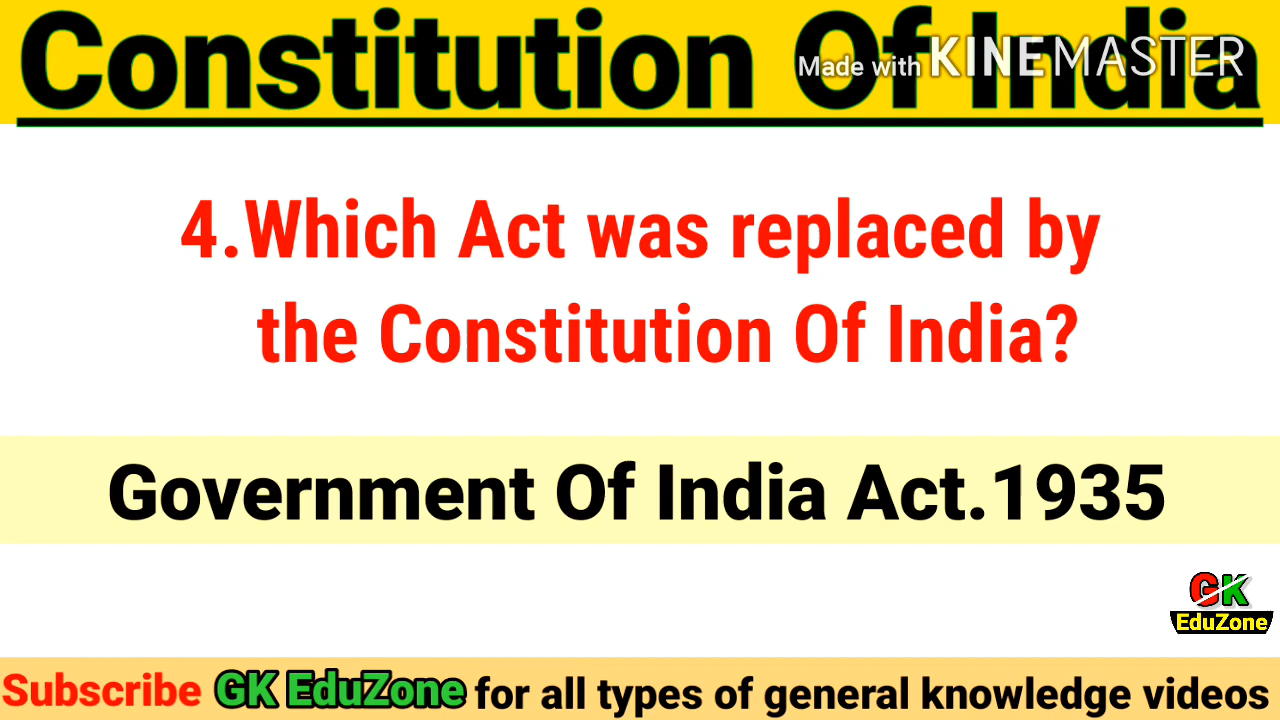 Constitution Of India
Made with KINEMASTER
4.Which Act was replaced by
the Constitution Of India?
Government Of India Act.1935
GK
EduZone
Subscribe GK EduZone for all types of general knowledge videos